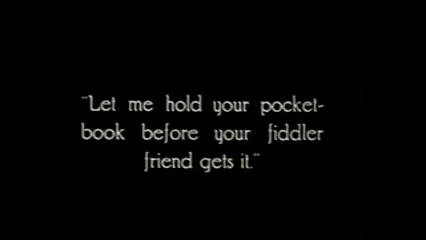 "Let me hold your pocket-
book before your fiddler
friend gets it."